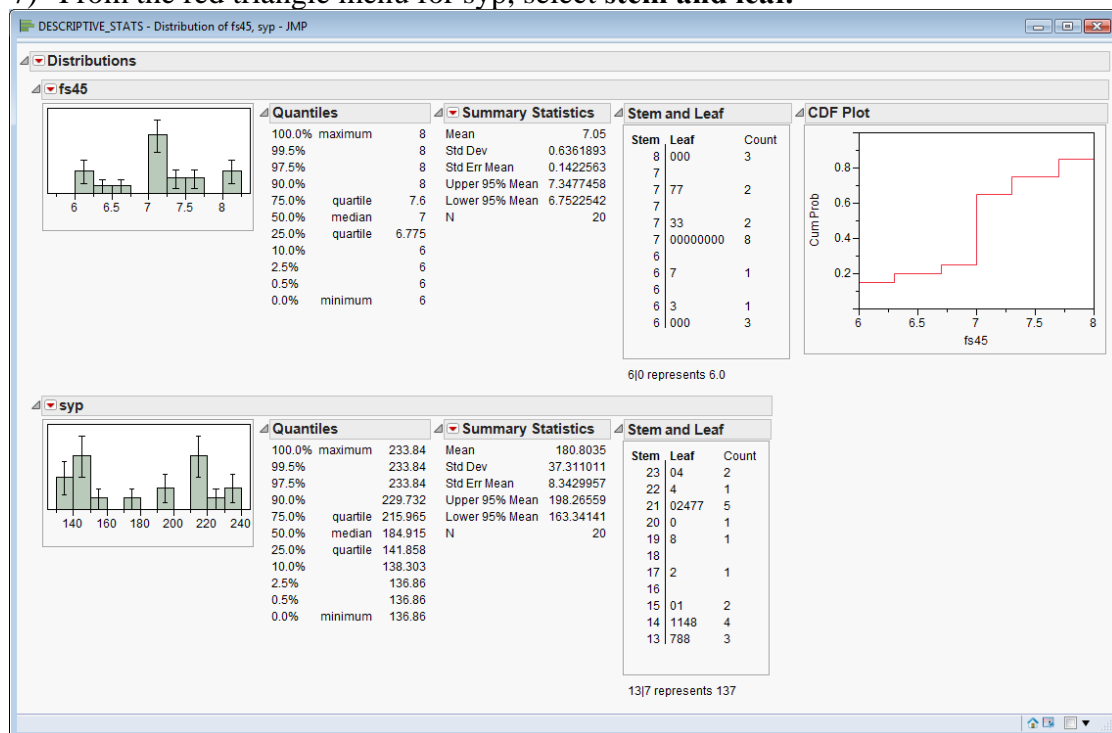 7) From the red triangle menu for syp, select stem and leaf.
DESCRIPTIVE_STATS - Distribution of fs45, syp - JMP
Distributions
fs45
6 6.5 7 7.5 8
Quantiles
100.0% maximum 8
99.5% 8
97.5% 8
90.0% 8
75.0% quartile 7.6
50.0% median 7
25.0% quartile 6.775
10.0% 6
2.5% 6
0.5% 6
0.0% minimum 6
Summary Statistics
Mean 7.05
Std Dev 0.6361893
Std Err Mean 0.1422563
Upper 95% Mean 7.3477458
Lower 95% Mean 6.7522542
N 20
Stem and Leaf
Stem Leaf Count
8 000 3
7
7 77 2
7
7 33 2
7 00000000 8
6
6 7 1
6
6 3 1
6 000 3
6|0 represents 6.0
CDF Plot
Cum Prob
0.8
0.6
0.4
0.2
6 6.5 7 7.5 8
fs45
syp
140 160 180 200 220 240
Quantiles
100.0% maximum 233.84
99.5% 233.84
97.5% 233.84
90.0% 229.732
75.0% quartile 215.965
50.0% median 184.915
25.0% quartile 141.858
10.0% 138.303
2.5% 136.86
0.5% 136.86
0.0% minimum 136.86
Summary Statistics
Mean 180.8035
Std Dev 37.311011
Std Err Mean 8.3429957
Upper 95% Mean 198.26559
Lower 95% Mean 163.34141
N 20
Stem and Leaf
Stem Leaf Count
23 04 2
22 4 1
21 02477 5
20 0 1
19 8 1
18
17 2 1
16
15 01 2
14 1148 4
13 788 3
13|7 represents 137